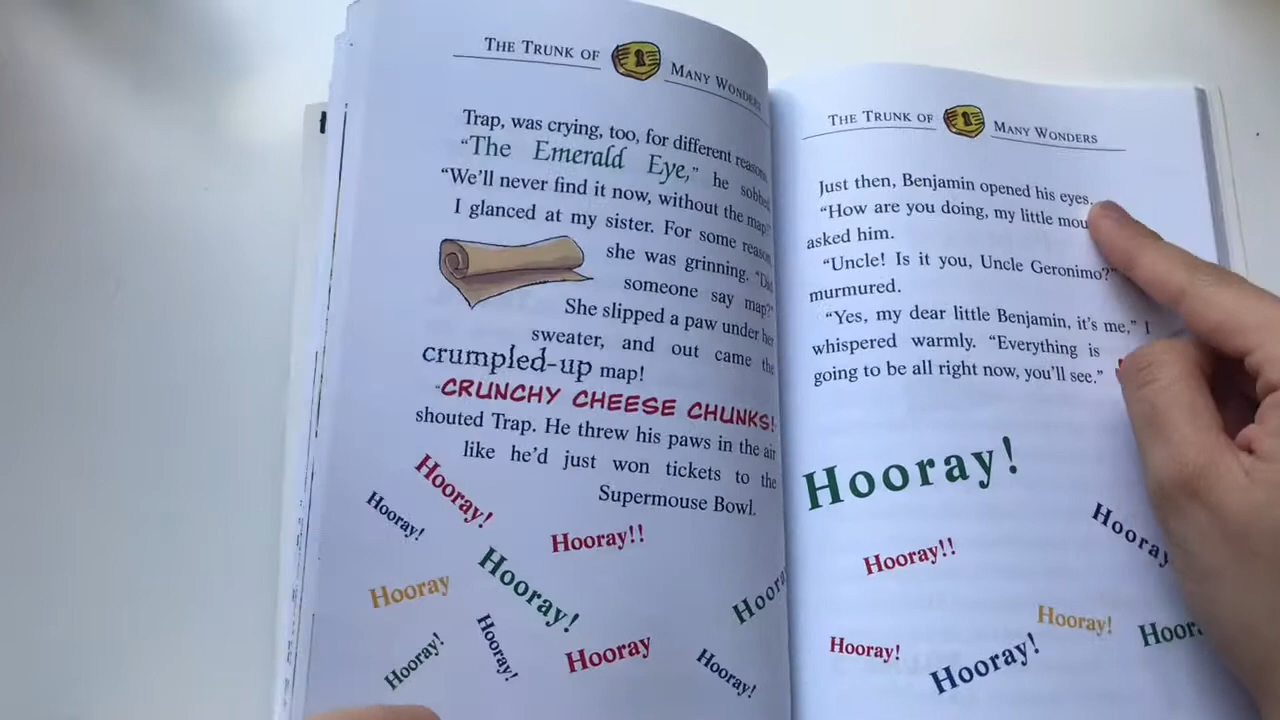 THE TRUNK OF MANY WONDERS
Trap, was crying, too, for different reasons.
“The Emerald Eye,” he sobbed
“We’ll never find it now, without the map!”
I glanced at my sister. For some reason,
she was grinning. “Did
someone say map?”
She slipped a paw under her
sweater, and out came the
crumpled-up map!
“CRUNCHY CHEESE CHUNKS!
shouted Trap. He threw his paws in the air
like he’d just won tickets to the
Supermouse Bowl.
Hooray!
Hooray!
Hooray!!
Hooray!
Hooray
Hooray!
Hooray!
Hooray
Hooray!
THE TRUNK OF MANY WONDERS
Just then, Benjamin opened his eyes.
“How are you doing, my little
asked him.
“Uncle! Is it you, Uncle Geronimo?”
murmured.
“Yes, my dear little Benjamin, it’s me,” I
whispered warmly. “Everything is
going to be all right now, you’ll see.”
Hooray!
Hooray
Hooray!!
Hooray!
Hooray!
Hooray!